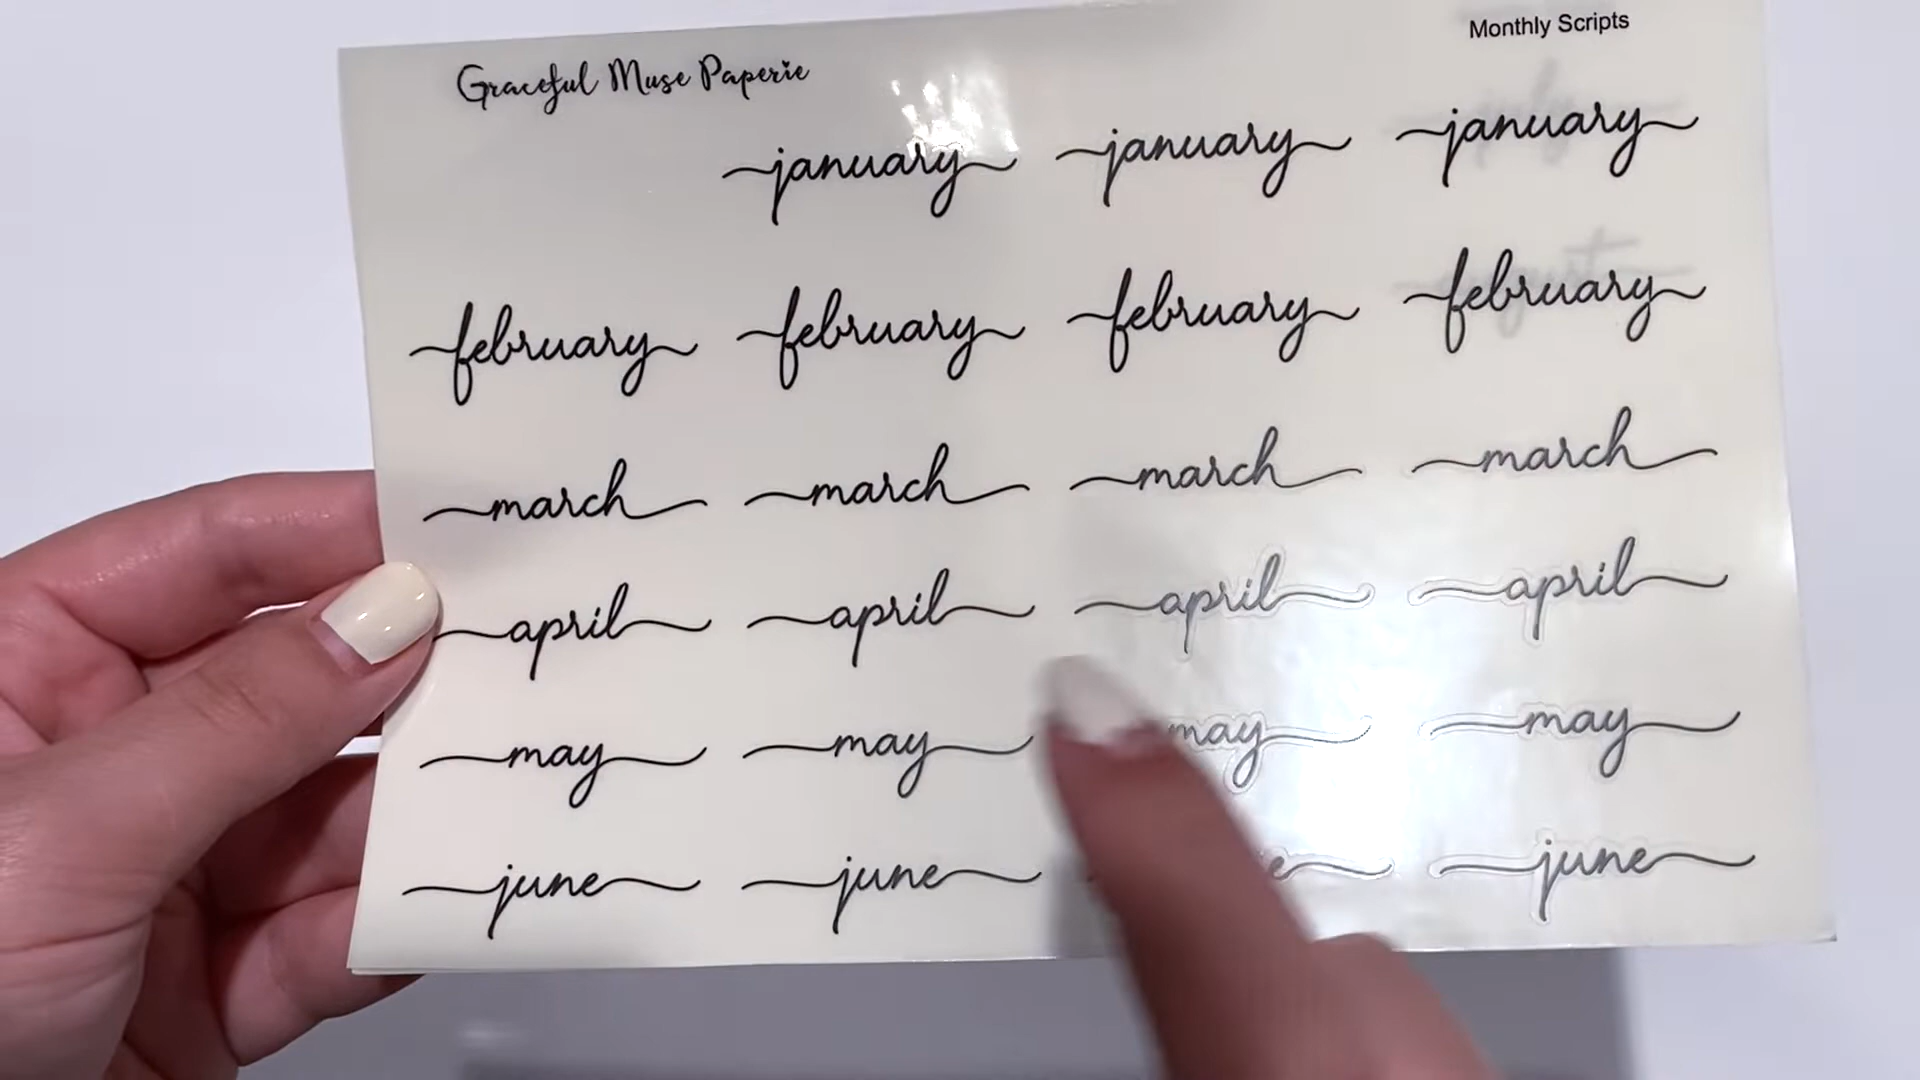 Monthly Scripts
Graceful Muse Paperie
january january january
february february february february
march march march march
april april april april
may may may may
june june june